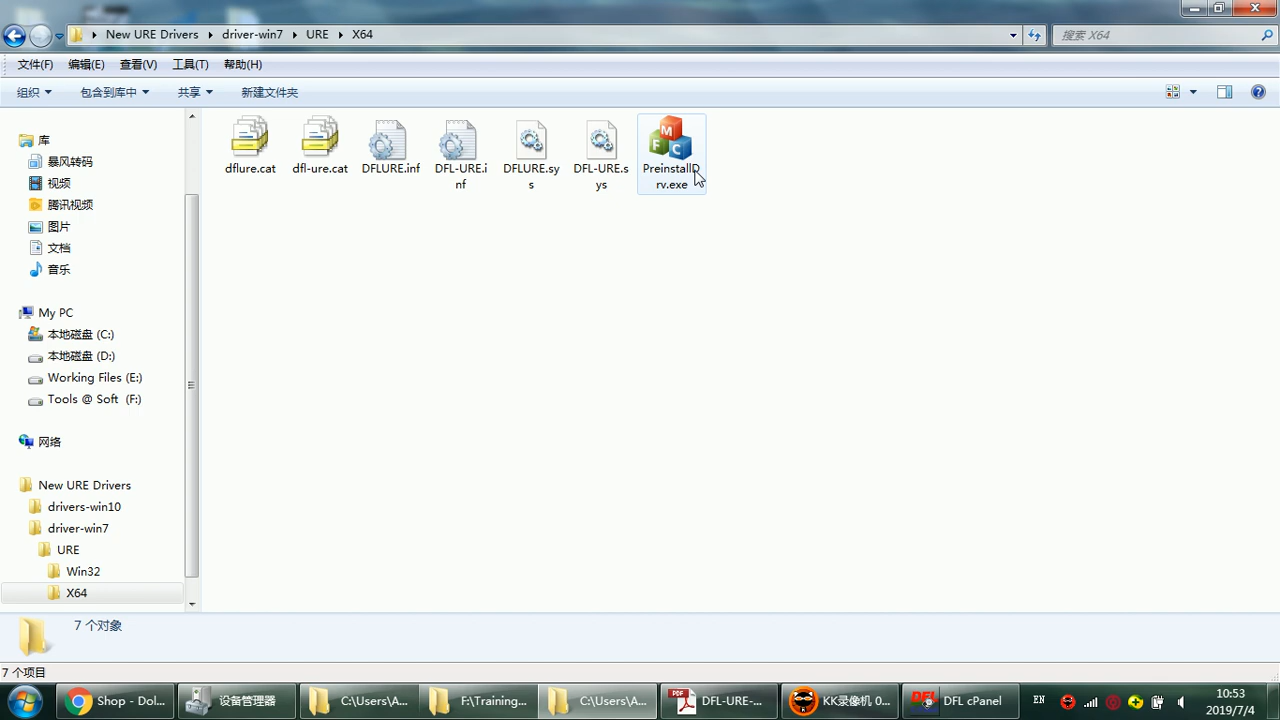 New URE Drivers driver-win7 URE X64
搜索 X64
文件(F) 编辑(E) 查看(V) 工具(T) 帮助(H)
组织 包含到库中 共享 新建文件夹
库
暴风转码
视频
腾讯视频
图片
文档
音乐
My PC
本地磁盘 (C:)
本地磁盘 (D:)
Working Files (E:)
Tools @ Soft (F:)
网络
New URE Drivers
drivers-win10
driver-win7
URE
Win32
X64
dflure.cat
dfl-ure.cat
DFLURE.inf
DFL-URE.i
nf
DFLURE.sy
s
DFL-URE.s
ys
M
F
C
PreinstallD
rv.exe
7 个对象
7 个项目
Shop - Dol...
设备管理器
C:\Users\A...
F:\Training...
C:\Users\A...
PDF
DFL-URE-...
KK录像机 0...
DFL
DFL cPanel
EN
10:53
2019/7/4